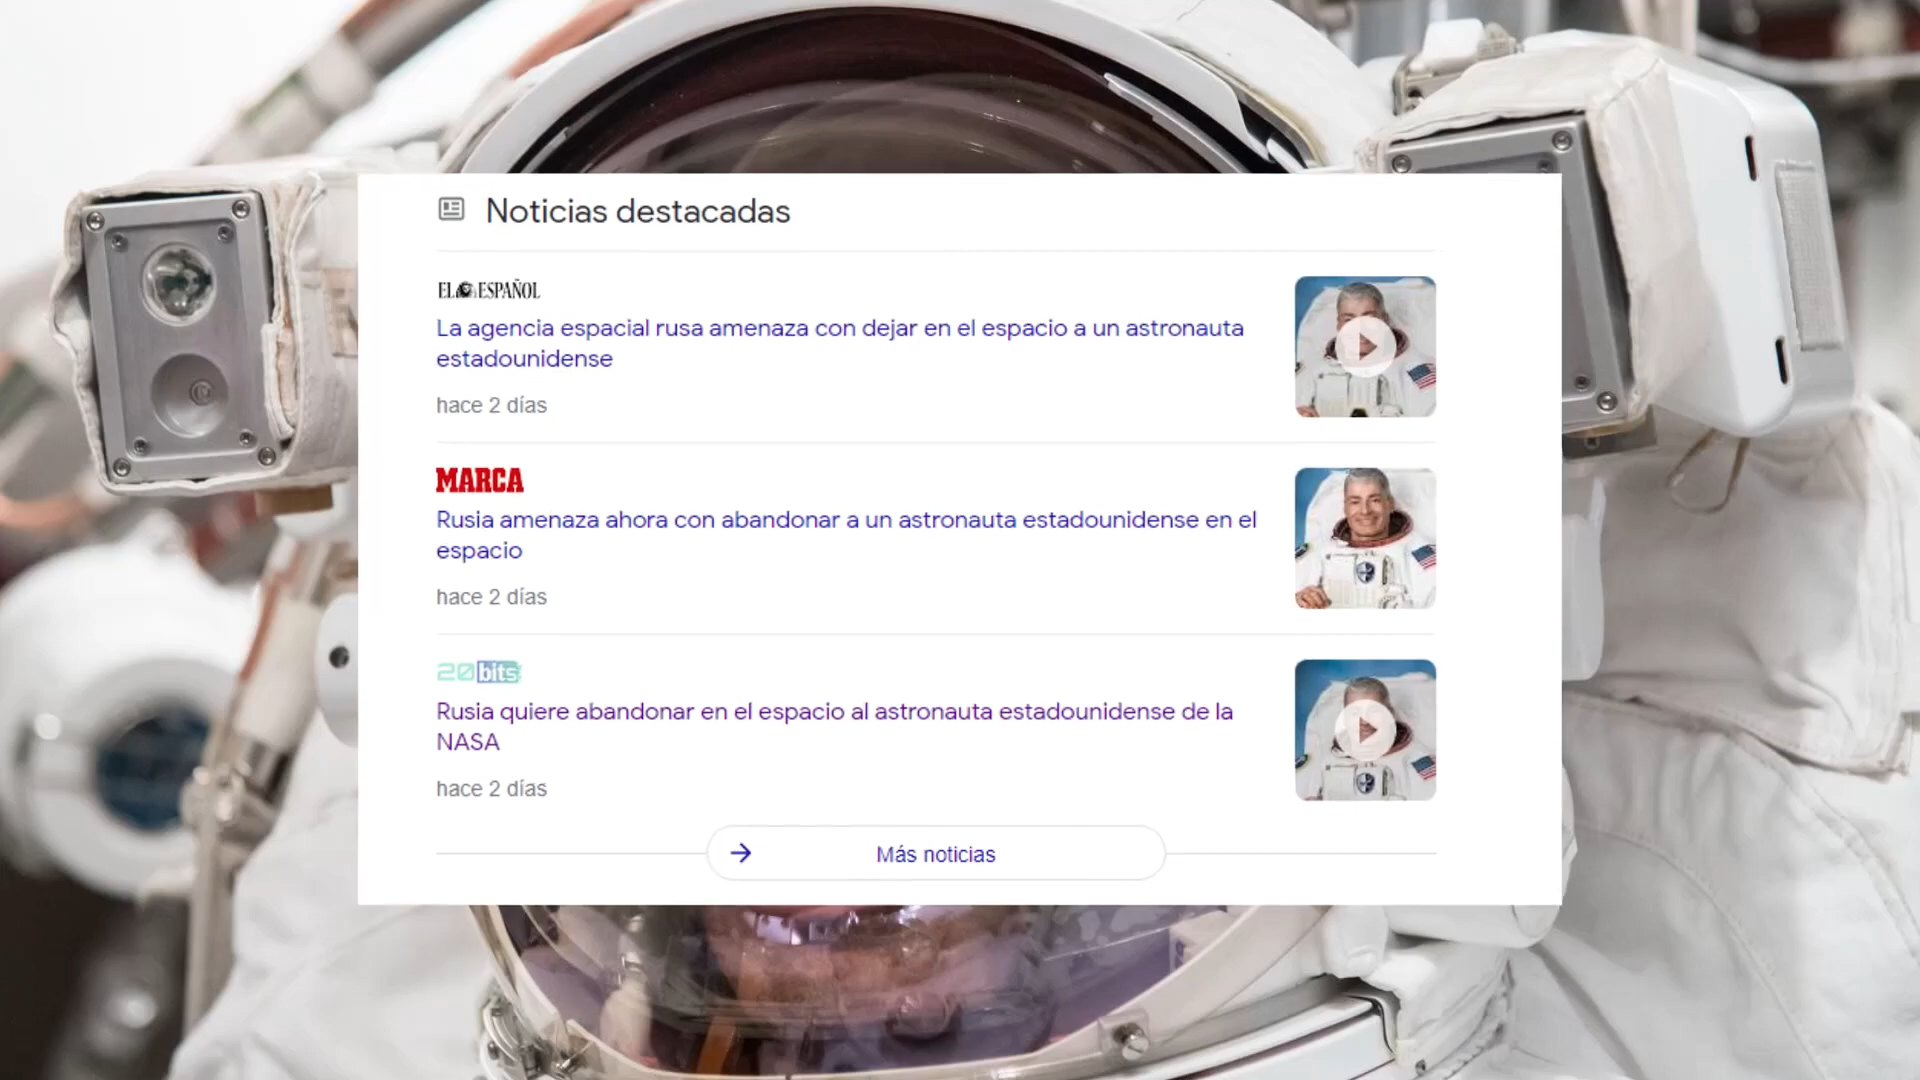 Noticias destacadas
EL ESPAÑOL
La agencia espacial rusa amenaza con dejar en el espacio a un astronauta
estadounidense
hace 2 días
MARCA
Rusia amenaza ahora con abandonar a un astronauta estadounidense en el
espacio
hace 2 días
20bits
Rusia quiere abandonar en el espacio al astronauta estadounidense de la
NASA
hace 2 días
Más noticias